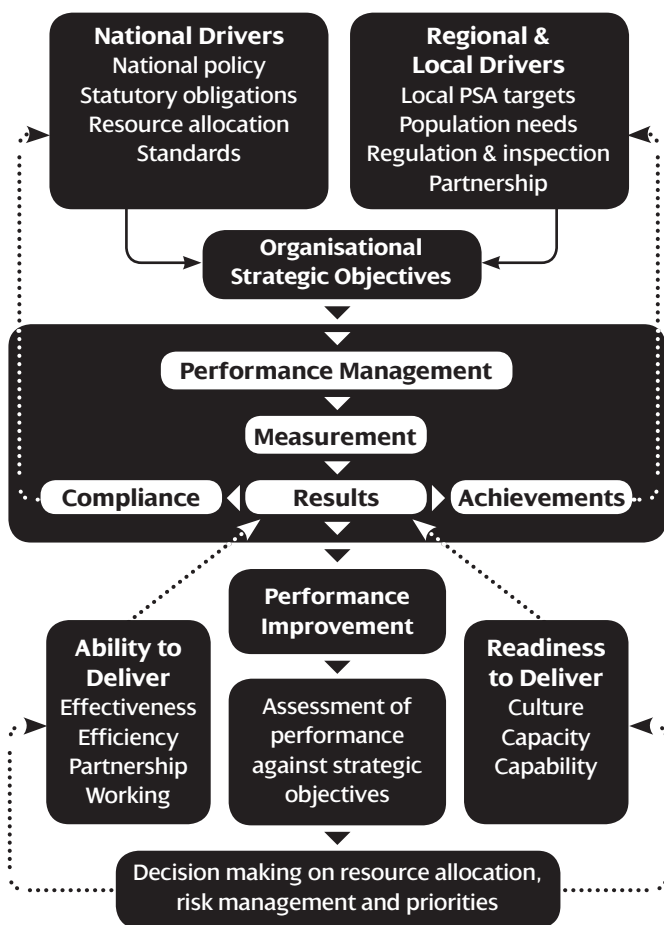 National Drivers
National policy
Statutory obligations
Resource allocation
Standards
Regional &
Local Drivers
Local PSA targets
Population needs
Regulation & inspection
Partnership
Organisational
Strategic Objectives
Performance Management
Measurement
Compliance
Results
Achievements
Performance
Improvement
Ability to
Deliver
Effectiveness
Efficiency
Partnership
Working
Assessment of
performance
against strategic
objectives
Readiness
to Deliver
Culture
Capacity
Capability
Decision making on resource allocation,
risk management and priorities